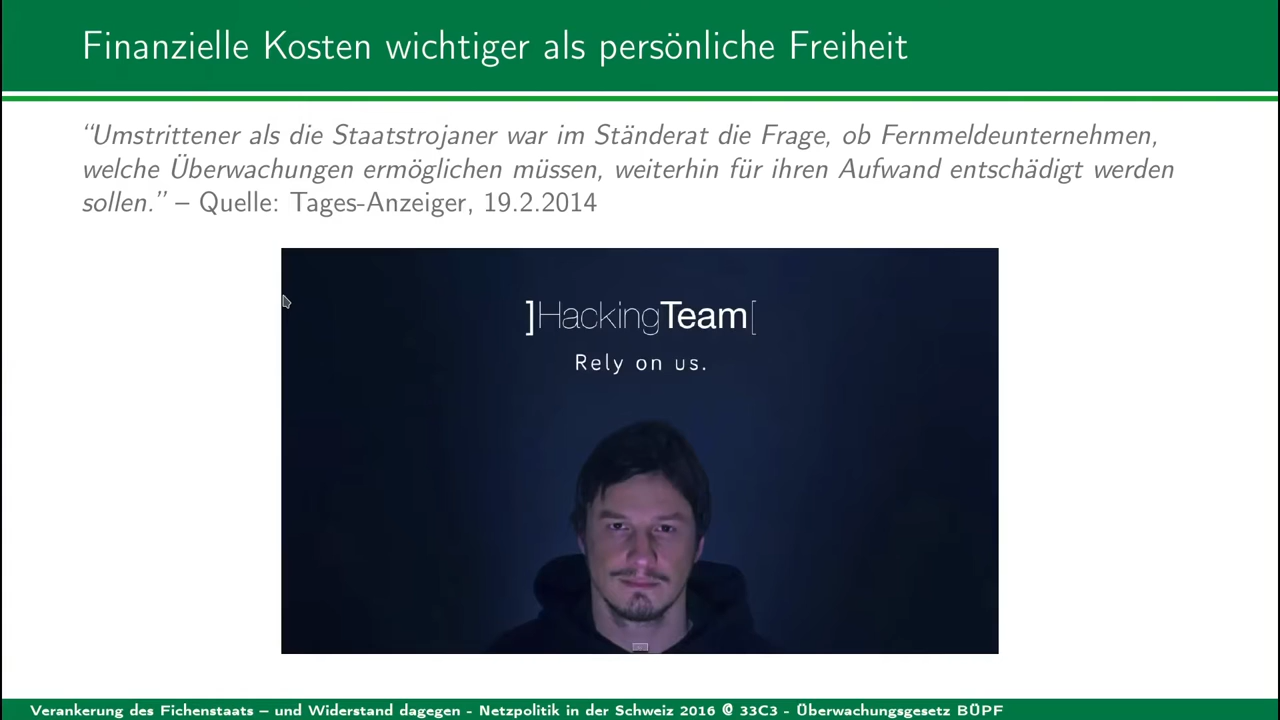 Finanzielle Kosten wichtiger als persönliche Freiheit
“Umstrittener als die Staatstrojaner war im Ständerat die Frage, ob Fernmeldeunternehmen,
welche Überwachungen ermöglichen müssen, weiterhin für ihren Aufwand entschädigt werden
sollen.” – Quelle: Tages-Anzeiger, 19.2.2014
]HackingTeam[
Rely on us.
Verankerung des Fichenstaats – und Widerstand dagegen - Netzpolitik in der Schweiz 2016 @ 33C3 - Überwachungsgesetz BÜPF